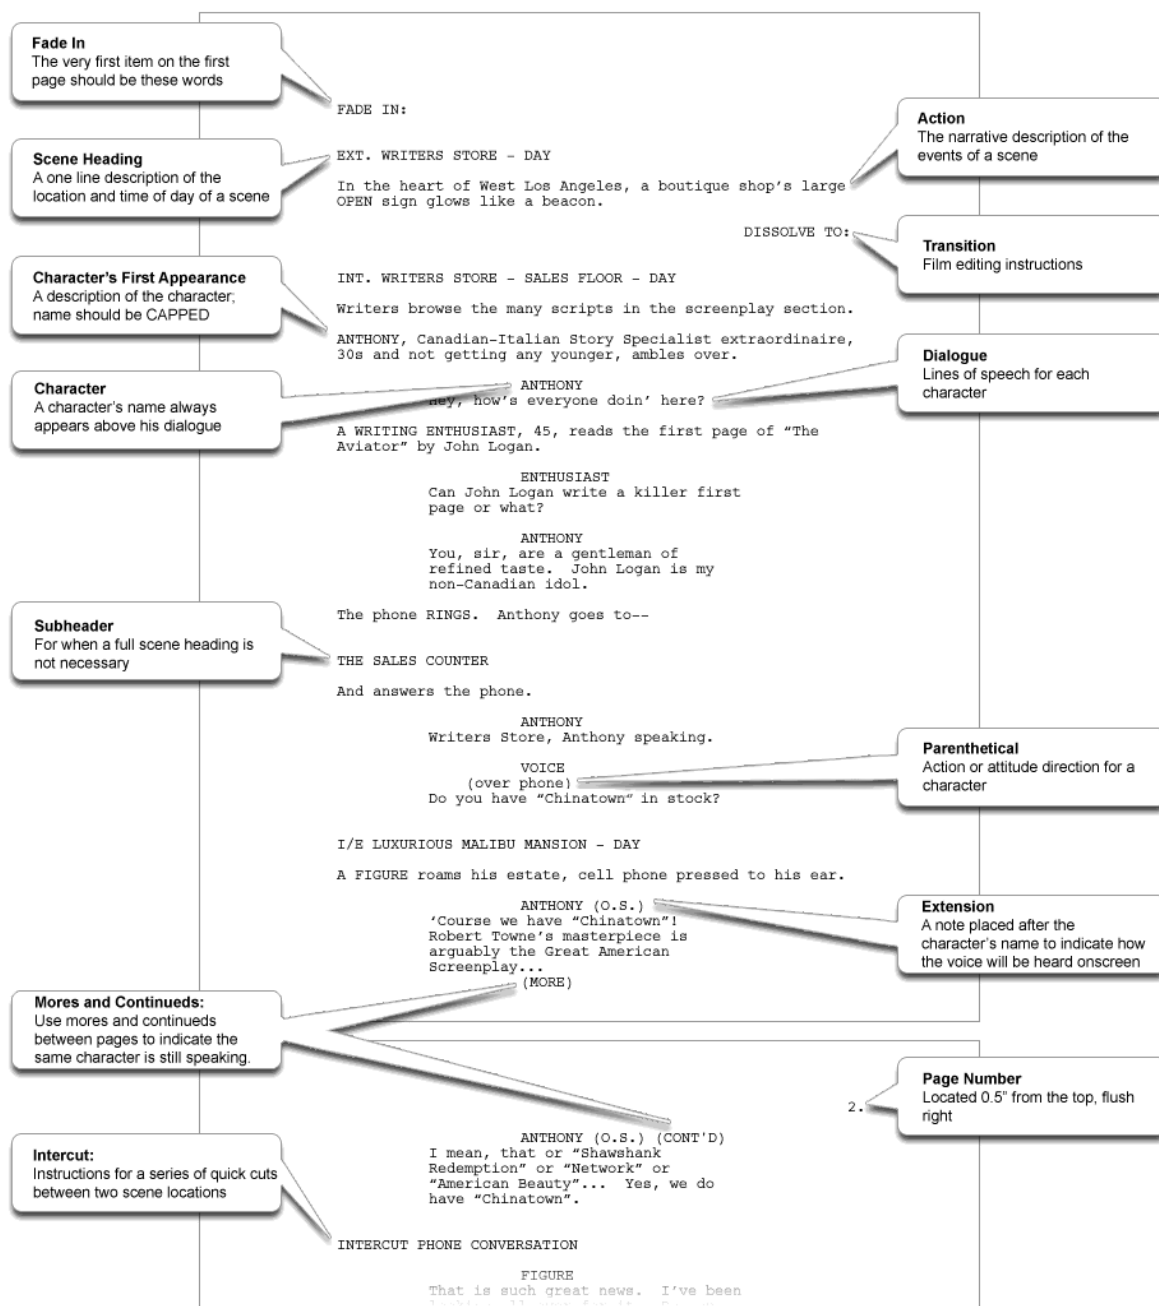 Fade In
The very first item on the first
page should be these words
FADE IN:
Action
The narrative description of the
events of a scene
Scene Heading
A one line description of the
location and time of day of a scene
EXT. WRITERS STORE - DAY
In the heart of West Los Angeles, a boutique shop's large
OPEN sign glows like a beacon.
DISSOLVE TO:
Transition
Film editing instructions
Character's First Appearance
A description of the character;
name should be CAPPED
INT. WRITERS STORE - SALES FLOOR - DAY
Writers browse the many scripts in the screenplay section.
ANTHONY, Canadian-Italian Story Specialist extraordinaire,
30s and not getting any younger, ambles over.
Dialogue
Lines of speech for each
character
Character
A character's name always
appears above his dialogue
ANTHONY
Hey, how's everyone doin' here?
A WRITING ENTHUSIAST, 45, reads the first page of “The
Aviator” by John Logan.
ENTHUSIAST
Can John Logan write a killer first
page or what?
ANTHONY
You, sir, are a gentleman of
refined taste.  John Logan is my
non-Canadian idol.
The phone RINGS.  Anthony goes to--
Subheader
For when a full scene heading is
not necessary
THE SALES COUNTER
And answers the phone.
ANTHONY
Writers Store, Anthony speaking.
VOICE
(over phone)
Do you have “Chinatown” in stock?
Parenthetical
Action or attitude direction for a
character
I/E LUXURIOUS MALIBU MANSION - DAY
A FIGURE roams his estate, cell phone pressed to his ear.
ANTHONY (O.S.)
‘Course we have “Chinatown”!
Robert Towne's masterpiece is
arguably the Great American
Screenplay...
(MORE)
Extension
A note placed after the
character's name to indicate how
the voice will be heard onscreen
Mores and Continueds:
Use mores and continueds
between pages to indicate the
same character is still speaking.
Page Number
Located 0.5” from the top, flush
right
2.
ANTHONY (O.S.) (CONT'D)
I mean, that or “Shawshank
Redemption” or “Network” or
“American Beauty”...  Yes, we do
have “Chinatown”.
Intercut:
Instructions for a series of quick cuts
between two scene locations
INTERCUT PHONE CONVERSATION
FIGURE
That is such great news.  I've been